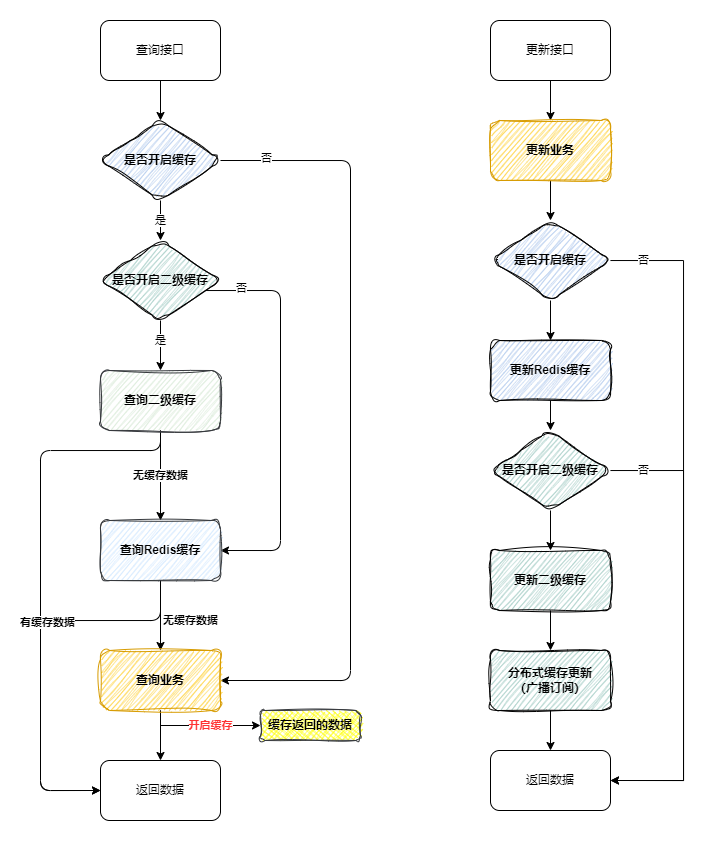 查询接口
是否开启缓存
否
是
是否开启二级缓存
否
是
查询二级缓存
无缓存数据
查询Redis缓存
有缓存数据
无缓存数据
查询业务
开启缓存
缓存返回的数据
返回数据
更新接口
更新业务
是否开启缓存
否
更新Redis缓存
是否开启二级缓存
否
更新二级缓存
分布式缓存更新
(广播订阅)
返回数据